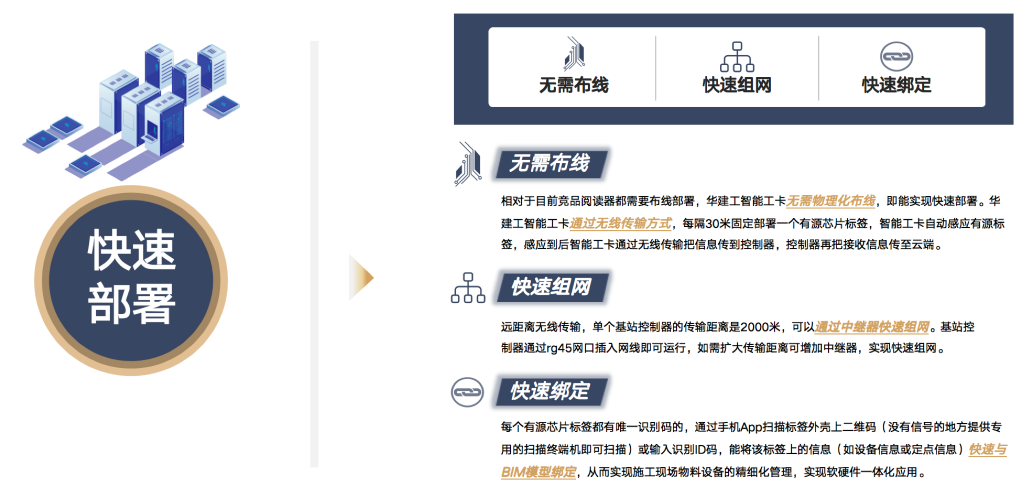 快速
部署
无需布线
快速组网
快速绑定
无需布线
相对于目前竞品阅读器都需要布线部署，华建工智能工卡无需物理化布线，即能实现快速部署。华
建工智能工卡通过无线传输方式，每隔30米固定部署一个有源芯片标签，智能工卡自动感应有源标
签，感应到后智能工卡通过无线传输把信息传到控制器，控制器再把接收信息传至云端。
快速组网
远距离无线传输，单个基站控制器的传输距离是2000米，可以通过中继器快速组网。基站控
制器通过rg45网口插入网线即可运行，如需扩大传输距离可增加中继器，实现快速组网。
快速绑定
每个有源芯片标签都有唯一识别码的，通过手机App扫描标签外壳上二维码（没有信号的地方提供专
用的扫描终端机即可扫描）或输入识别ID码，能将该标签上的信息（如设备信息或定点信息）快速与
BIM模型绑定，从而实现施工现场物料设备的精细化管理，实现软硬件一体化应用。